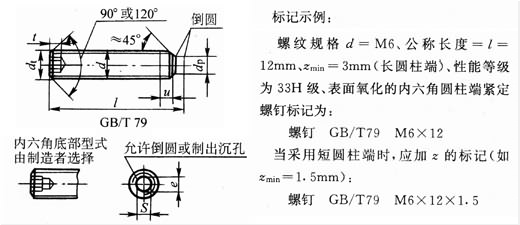 90°或120°
倒圆
≈45°
t
d₁
d
dp
u
l
GB/T 79
内六角底部型式
由制造者选择
允许倒圆或制出沉孔
e
S
标记示例:
螺纹规格 d = M6、公称长度 = l =
12mm、zmin = 3mm(长圆柱端)、性能等级
为 33H 级、表面氧化的内六角圆柱端紧定
螺钉标记为:
螺钉 GB/T79 M6×12
当采用短圆柱端时,应加 z 的标记(如
zmin = 1.5mm):
螺钉 GB/T79 M6×12×1.5